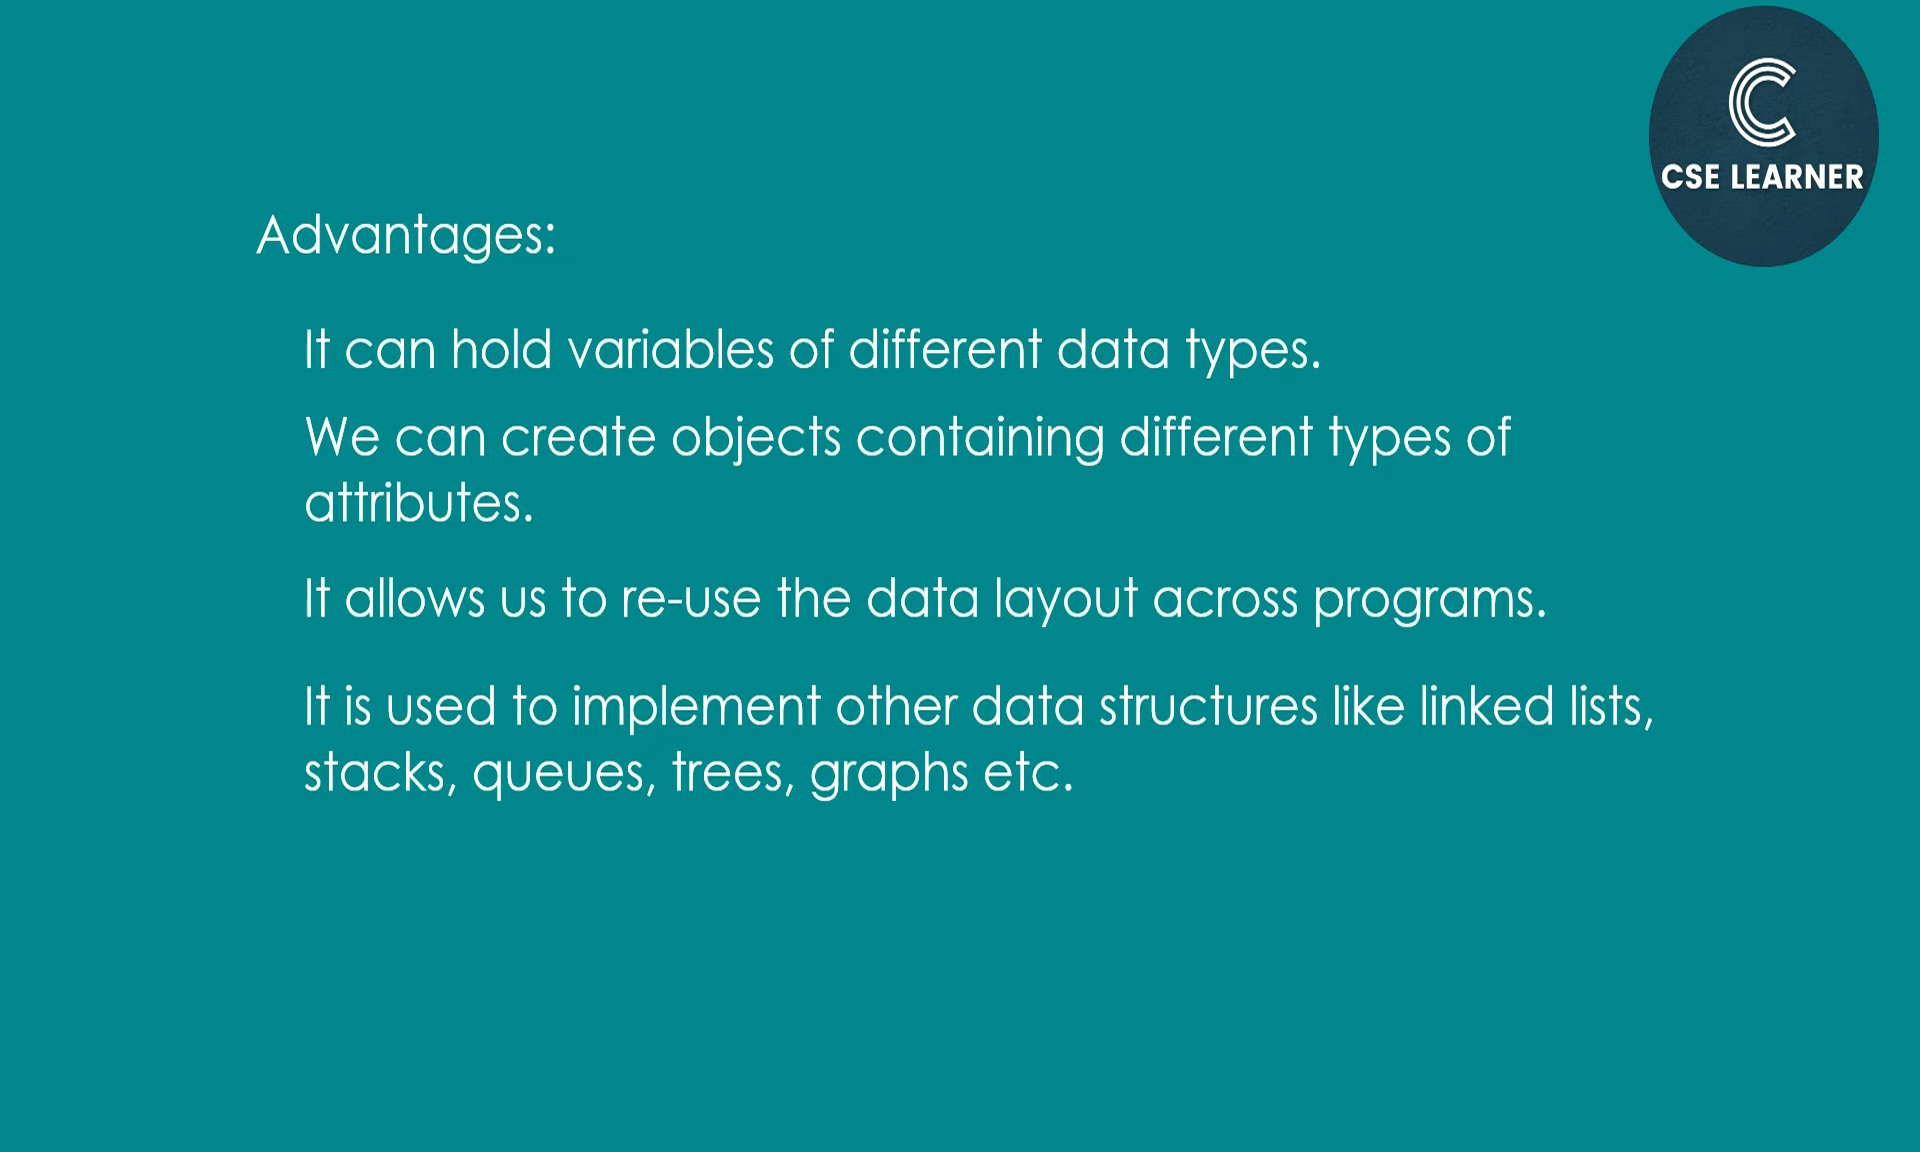 C
CSE LEARNER
Advantages:
It can hold variables of different data types.
We can create objects containing different types of
attributes.
It allows us to re-use the data layout across programs.
It is used to implement other data structures like linked lists,
stacks, queues, trees, graphs etc.